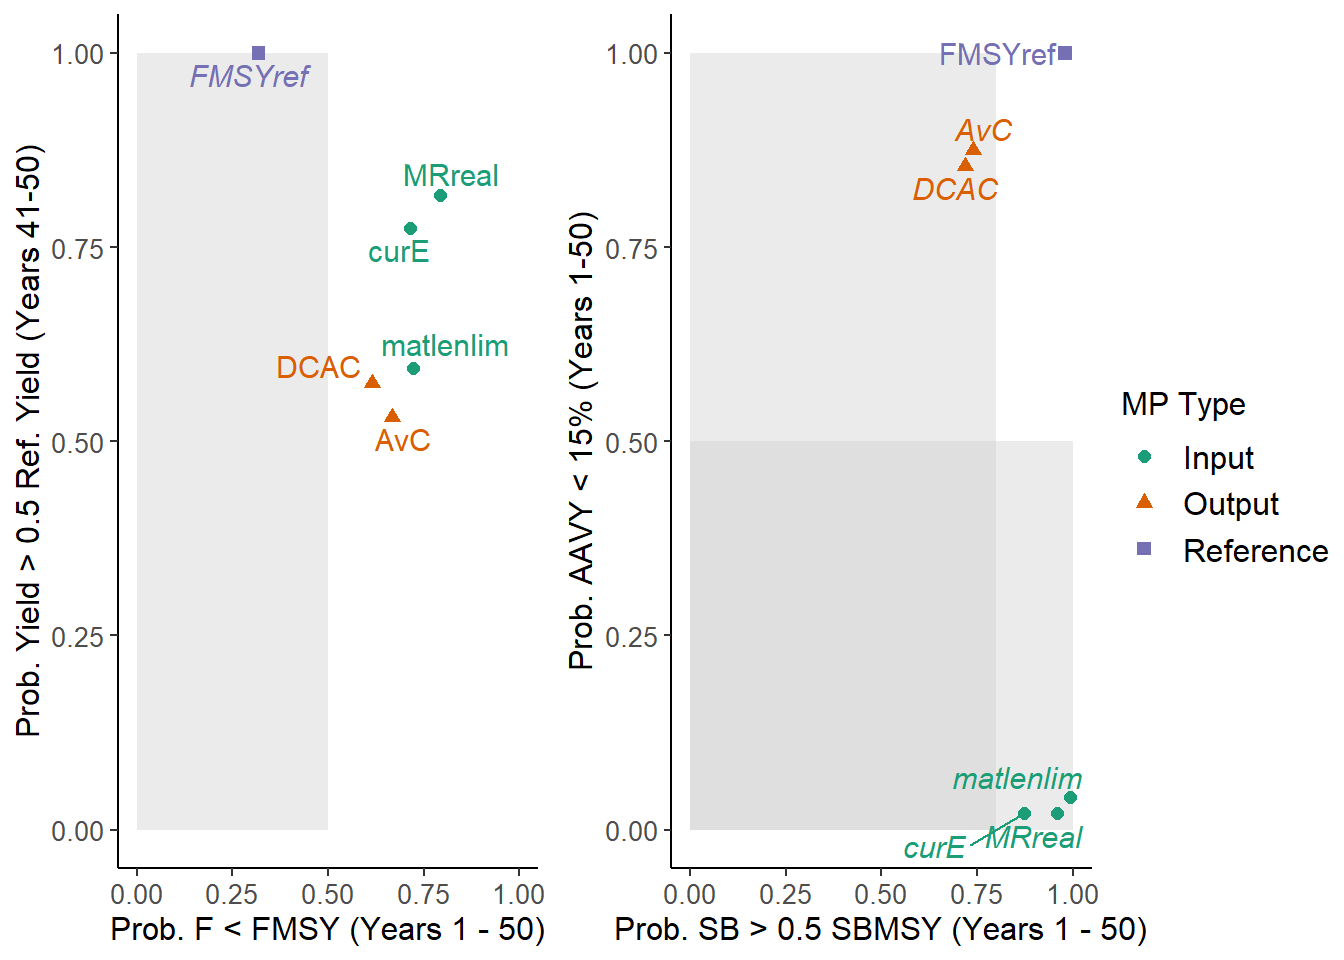 Prob. Yield > 0.5 Ref. Yield (Years 41-50)
1.00
0.75
0.50
0.25
0.00
FMSYref
MRreal
curE
matlenlim
DCAC
AvC
0.00 0.25 0.50 0.75 1.00
Prob. F < FMSY (Years 1 - 50)
Prob. AAVY < 15% (Years 1-50)
1.00
0.75
0.50
0.25
0.00
FMSYref
AvC
DCAC
matlenlim
MRreal
curE
0.00 0.25 0.50 0.75 1.00
Prob. SB > 0.5 SBMSY (Years 1 - 50)
MP Type
Input
Output
Reference